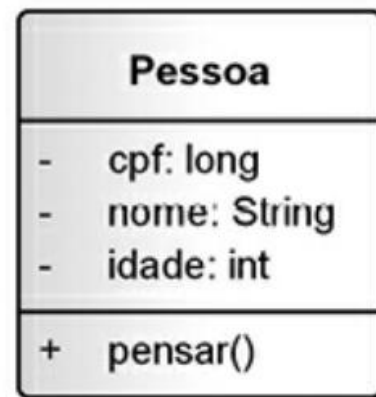 Pessoa
- cpf: long
- nome: String
- idade: int
+ pensar()